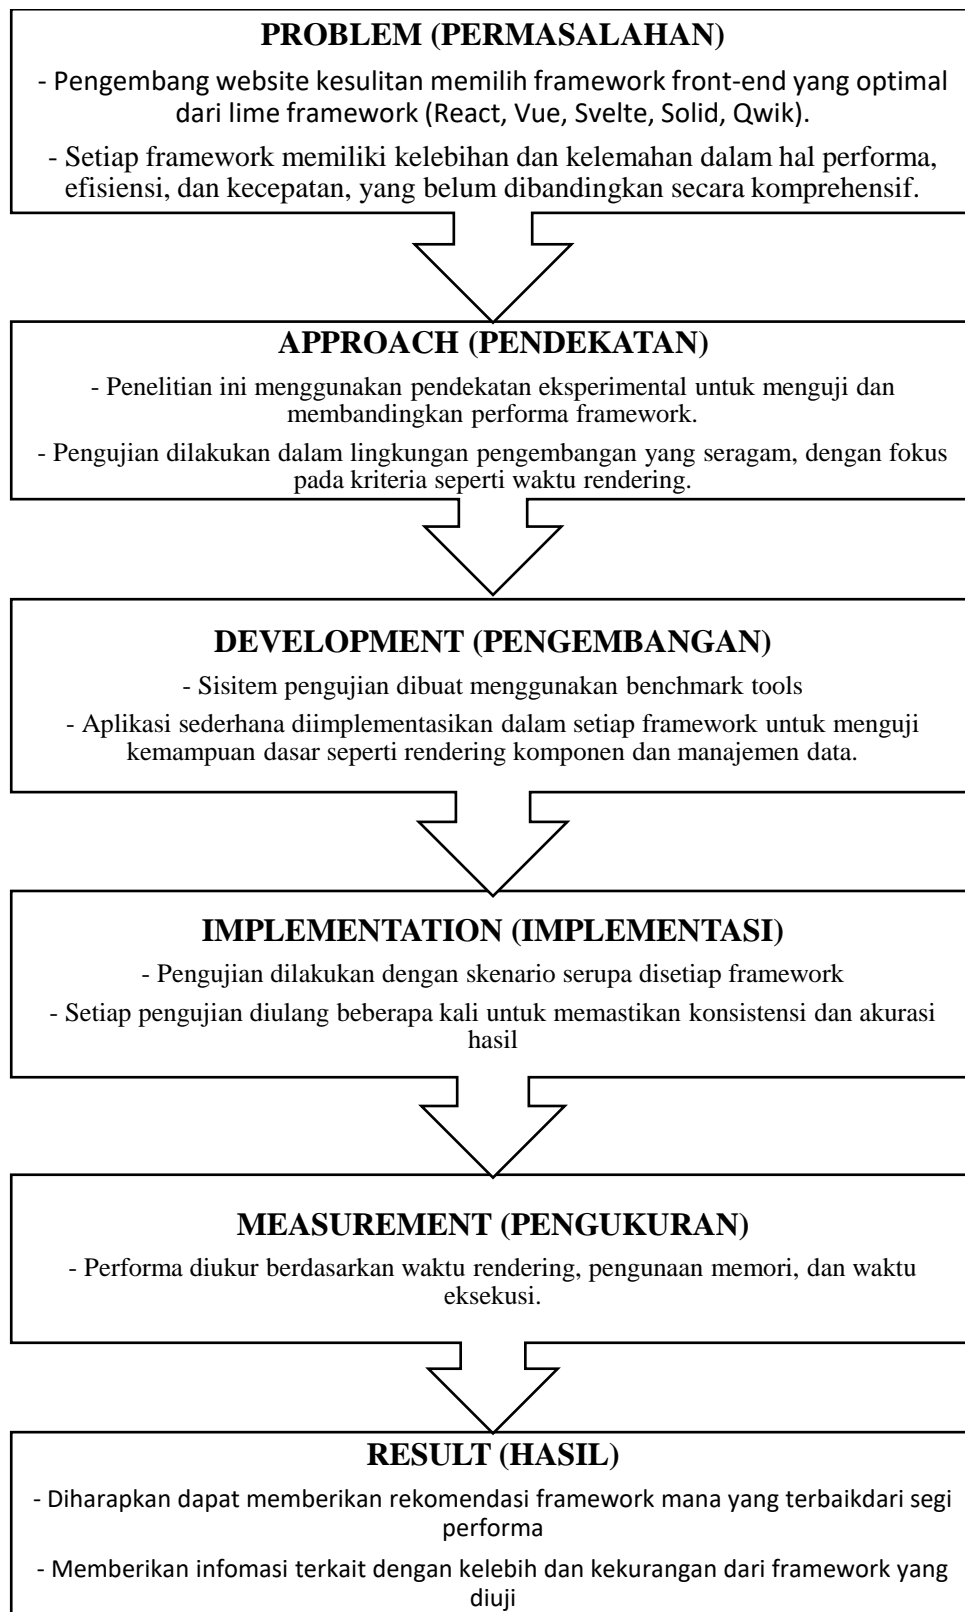 PROBLEM (PERMASALAHAN)
- Pengembang website kesulitan memilih framework front-end yang optimal
dari lime framework (React, Vue, Svelte, Solid, Qwik).
- Setiap framework memiliki kelebihan dan kelemahan dalam hal performa,
efisiensi, dan kecepatan, yang belum dibandingkan secara komprehensif.
APPROACH (PENDEKATAN)
- Penelitian ini menggunakan pendekatan eksperimental untuk menguji dan
membandingkan performa framework.
- Pengujian dilakukan dalam lingkungan pengembangan yang seragam, dengan fokus
pada kriteria seperti waktu rendering.
DEVELOPMENT (PENGEMBANGAN)
- Sisitem pengujian dibuat menggunakan benchmark tools
- Aplikasi sederhana diimplementasikan dalam setiap framework untuk menguji
kemampuan dasar seperti rendering komponen dan manajemen data.
IMPLEMENTATION (IMPLEMENTASI)
- Pengujian dilakukan dengan skenario serupa disetiap framework
- Setiap pengujian diulang beberapa kali untuk memastikan konsistensi dan akurasi
hasil
MEASUREMENT (PENGUKURAN)
- Performa diukur berdasarkan waktu rendering, pengunaan memori, dan waktu
eksekusi.
RESULT (HASIL)
- Diharapkan dapat memberikan rekomendasi framework mana yang terbaikdari segi
performa
- Memberikan infomasi terkait dengan kelebih dan kekurangan dari framework yang
diuji